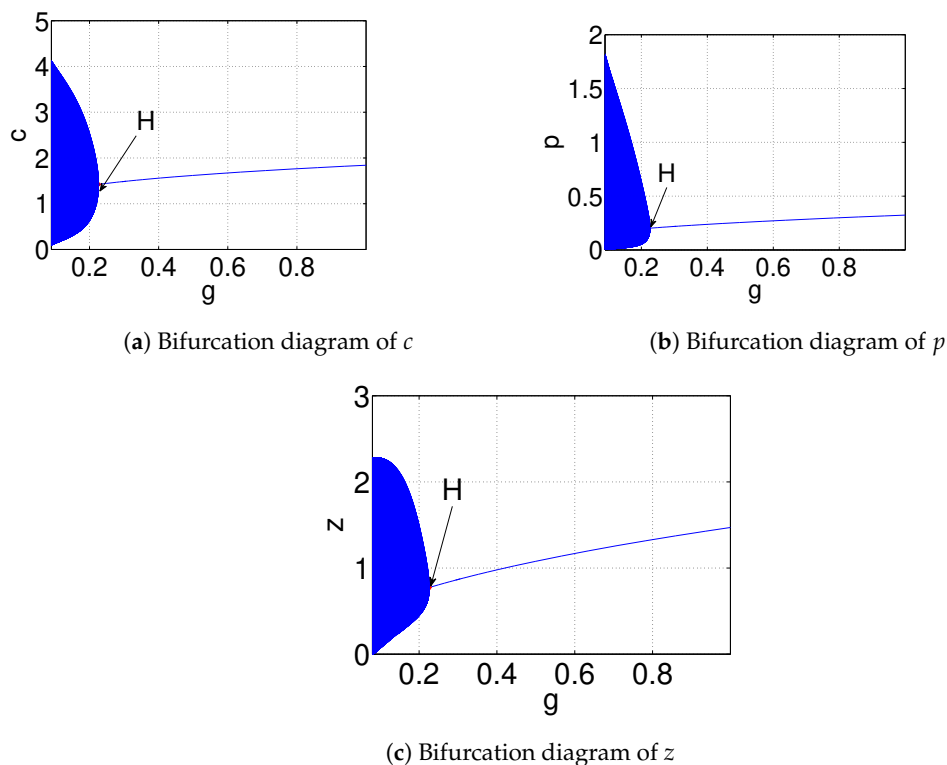 5
4
3
2
1
0
c
H
0.2 0.4 0.6 0.8
g
(a) Bifurcation diagram of c
2
1.5
1
0.5
0
p
H
0.2 0.4 0.6 0.8
g
(b) Bifurcation diagram of p
3
2
1
0
z
H
0.2 0.4 0.6 0.8
g
(c) Bifurcation diagram of z